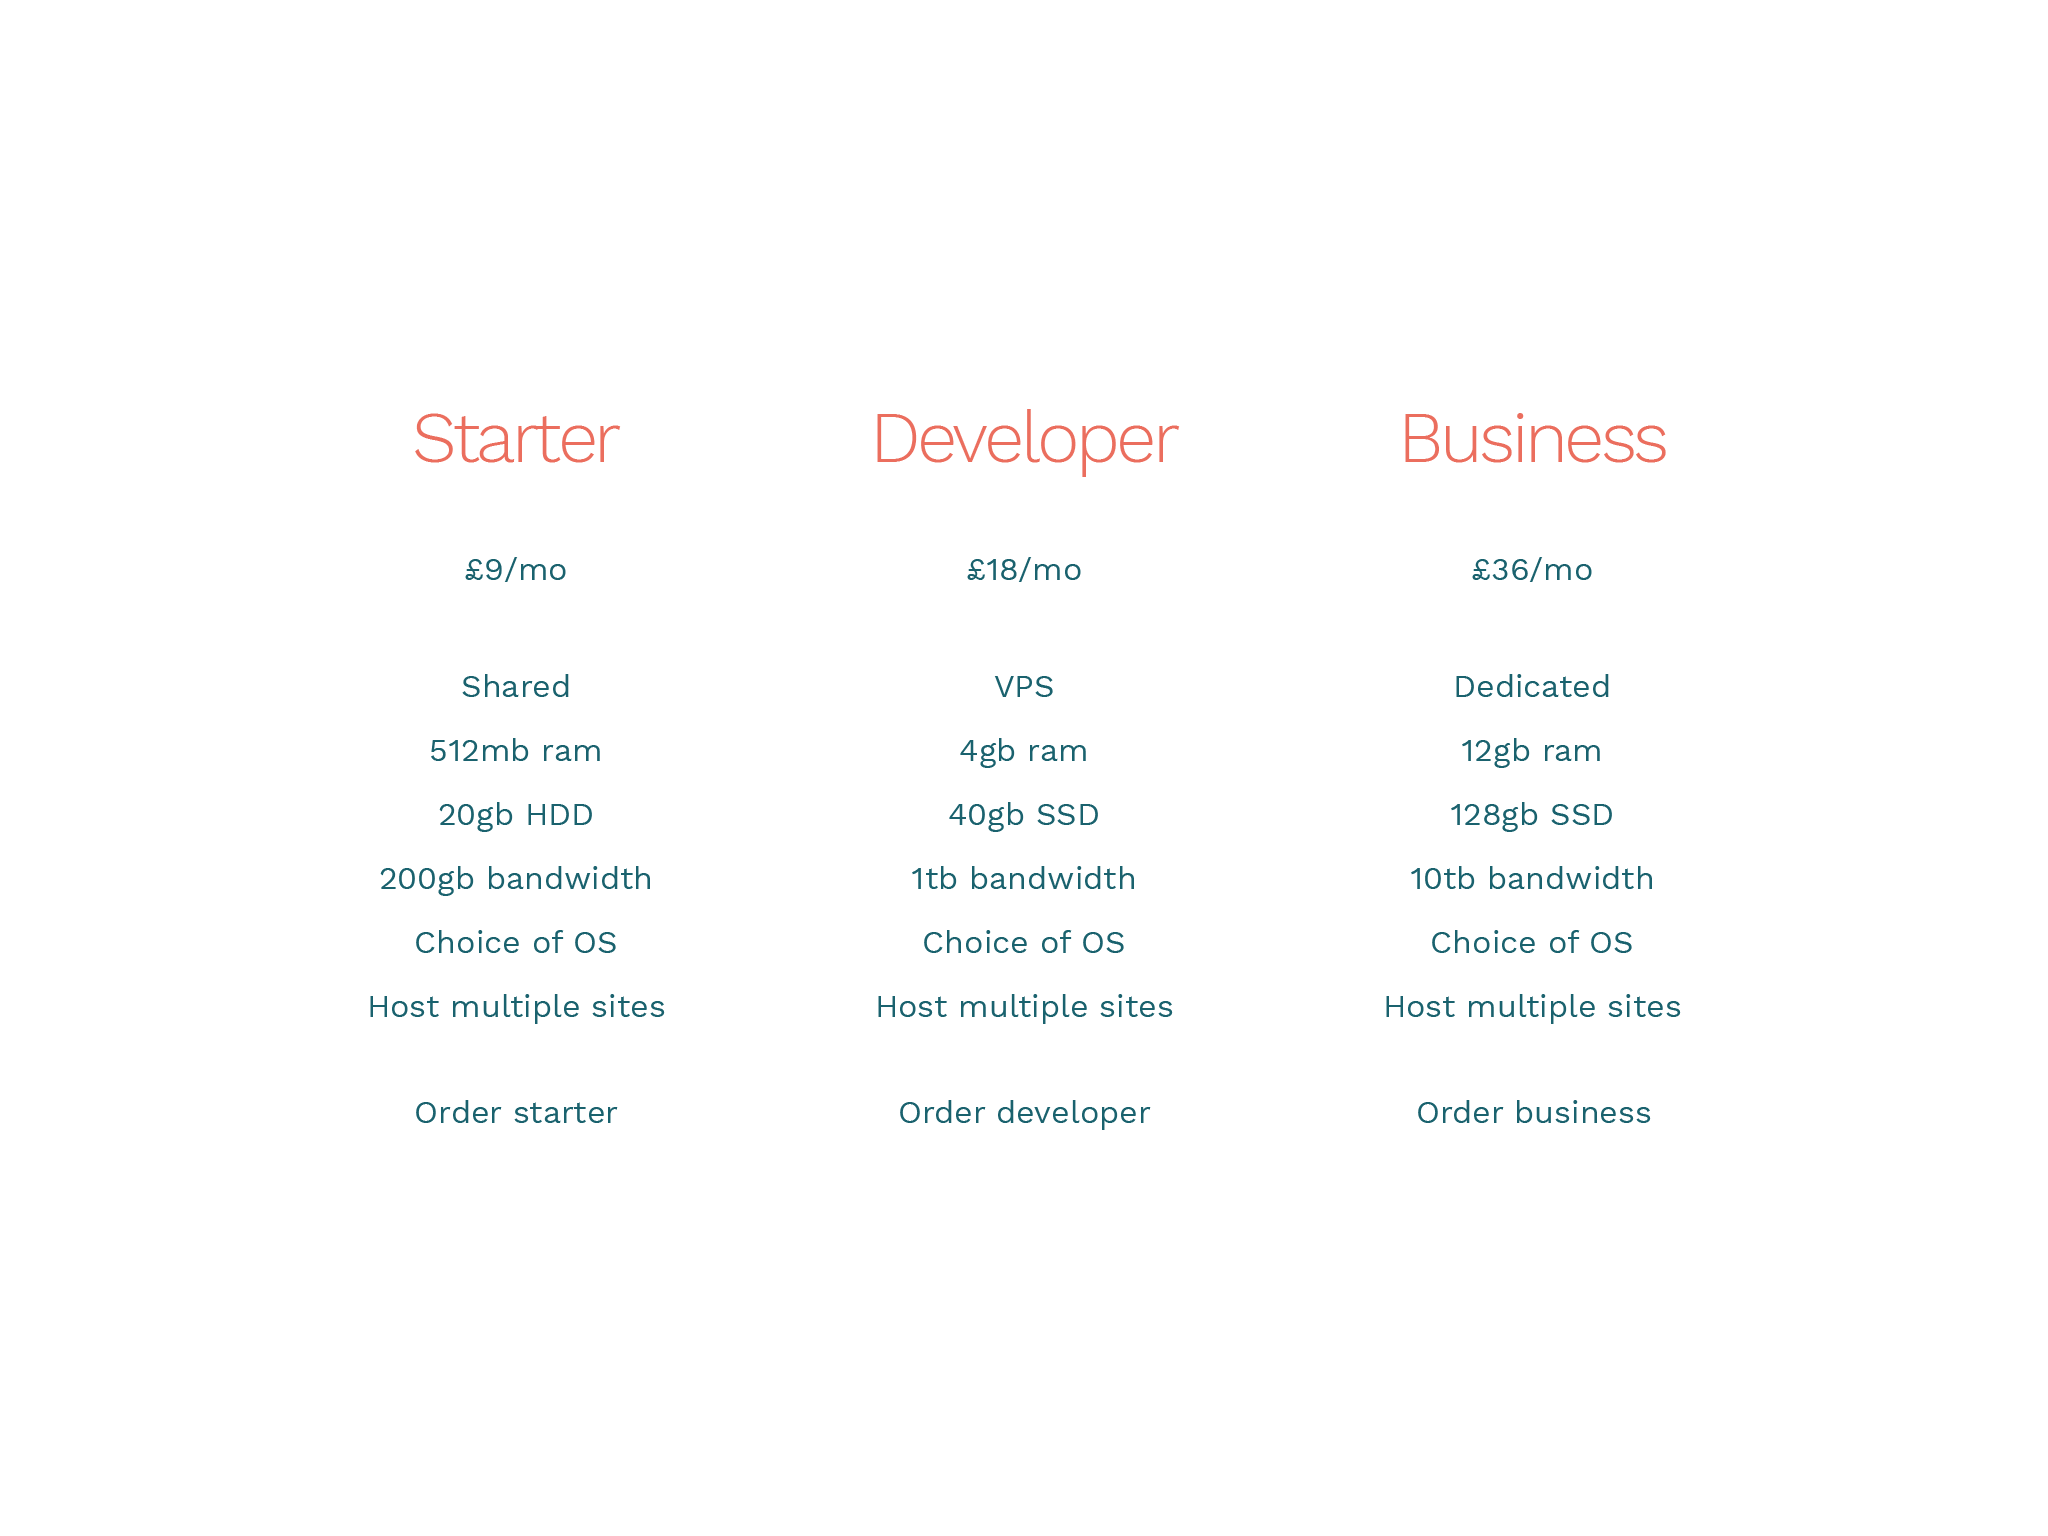 Starter
£9/mo
Shared
512mb ram
20gb HDD
200gb bandwidth
Choice of OS
Host multiple sites
Order starter
Developer
£18/mo
VPS
4gb ram
40gb SSD
1tb bandwidth
Choice of OS
Host multiple sites
Order developer
Business
£36/mo
Dedicated
12gb ram
128gb SSD
10tb bandwidth
Choice of OS
Host multiple sites
Order business